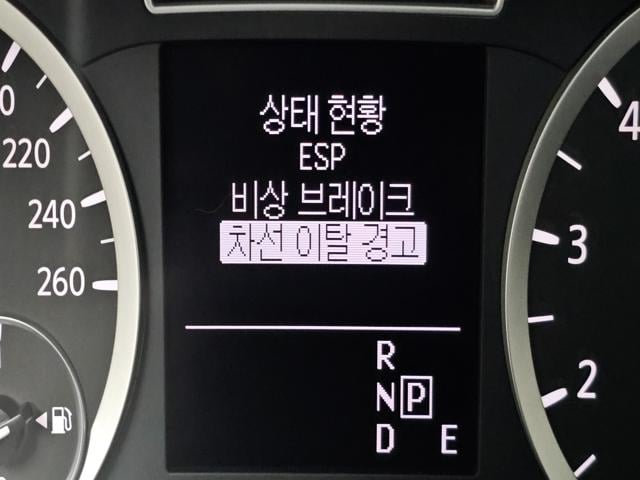 상태 현황
ESP
비상 브레이크
차선 이탈 경고
R
N P
D E
220
240
260
4
3
2